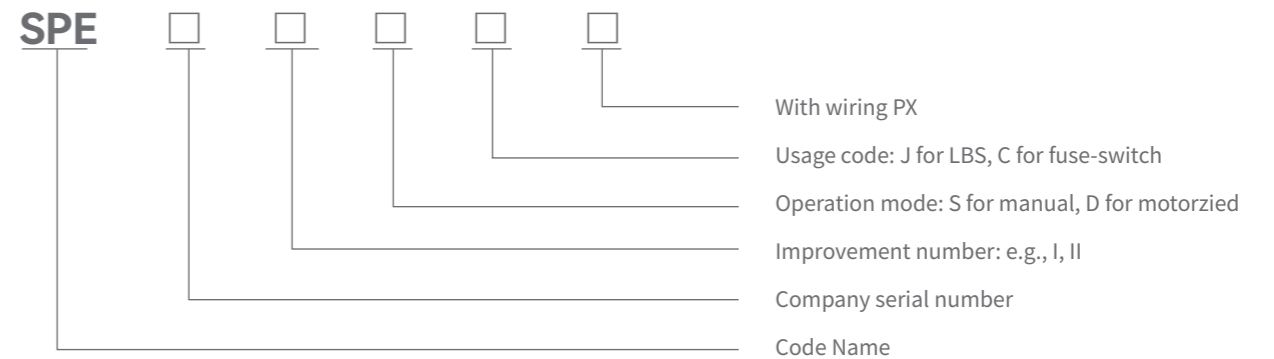 SPE □ □ □ □ □
With wiring PX
Usage code: J for LBS, C for fuse-switch
Operation mode: S for manual, D for motorzied
Improvement number: e.g., I, II
Company serial number
Code Name